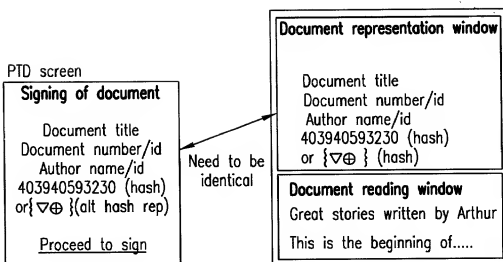 PTD screen
Signing of document
Document title
Document number/id
Author name/id
403940593230 (hash)
or{ ▽⊕ }(alt hash rep)
Proceed to sign
Need to be
identical
Document representation window
Document title
Document number/id
Author name/id
403940593230 (hash)
or { ▽⊕ } (hash)
Document reading window
Great stories written by Arthur
This is the beginning of.....